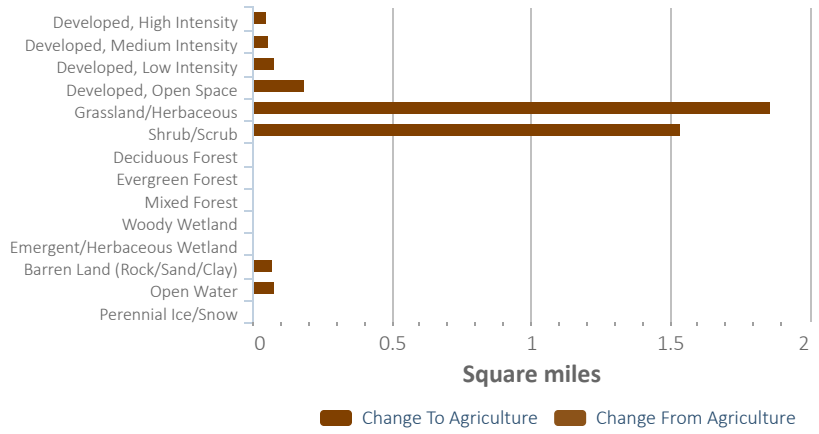 Developed, High Intensity
Developed, Medium Intensity
Developed, Low Intensity
Developed, Open Space
Grassland/Herbaceous
Shrub/Scrub
Deciduous Forest
Evergreen Forest
Mixed Forest
Woody Wetland
Emergent/Herbaceous Wetland
Barren Land (Rock/Sand/Clay)
Open Water
Perennial Ice/Snow
0 0.5 1 1.5 2
Square miles
Change To Agriculture Change From Agriculture